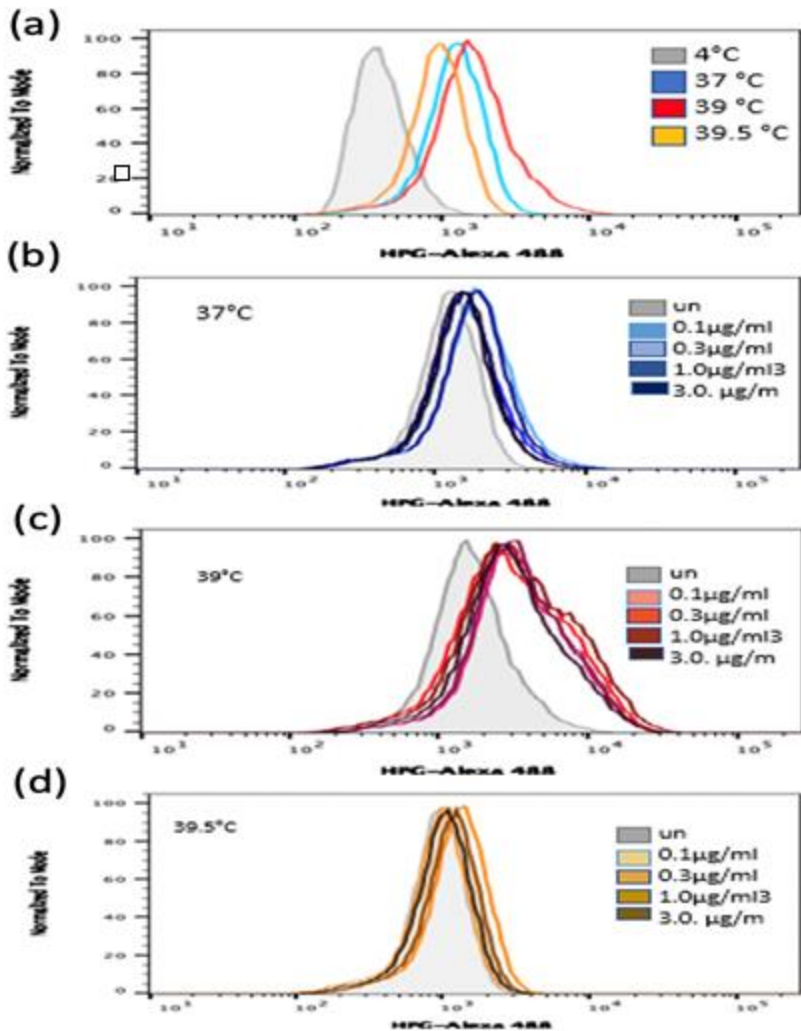 (a)
100
80
60
40
20
0
Normalized To Mode
4°C
37 °C
39 °C
39.5 °C
10¹ 10² 10³ 10⁴ 10⁵
HPG-Alexa 488
(b)
100
80
60
40
20
0
Normalized To Mode
37°C
un
0.1µg/ml
0.3µg/ml
1.0µg/ml3
3.0. µg/m
10¹ 10² 10³ 10⁴ 10⁵
HPG-Alexa 488
(c)
100
80
60
40
20
0
Normalized To Mode
39°C
un
0.1µg/ml
0.3µg/ml
1.0µg/ml3
3.0. µg/m
10¹ 10² 10³ 10⁴ 10⁵
HPG-Alexa 488
(d)
100
80
60
40
20
0
Normalized To Mode
39.5°C
un
0.1µg/ml
0.3µg/ml
1.0µg/ml3
3.0. µg/m
10¹ 10² 10³ 10⁴ 10⁵
HPG-Alexa 488